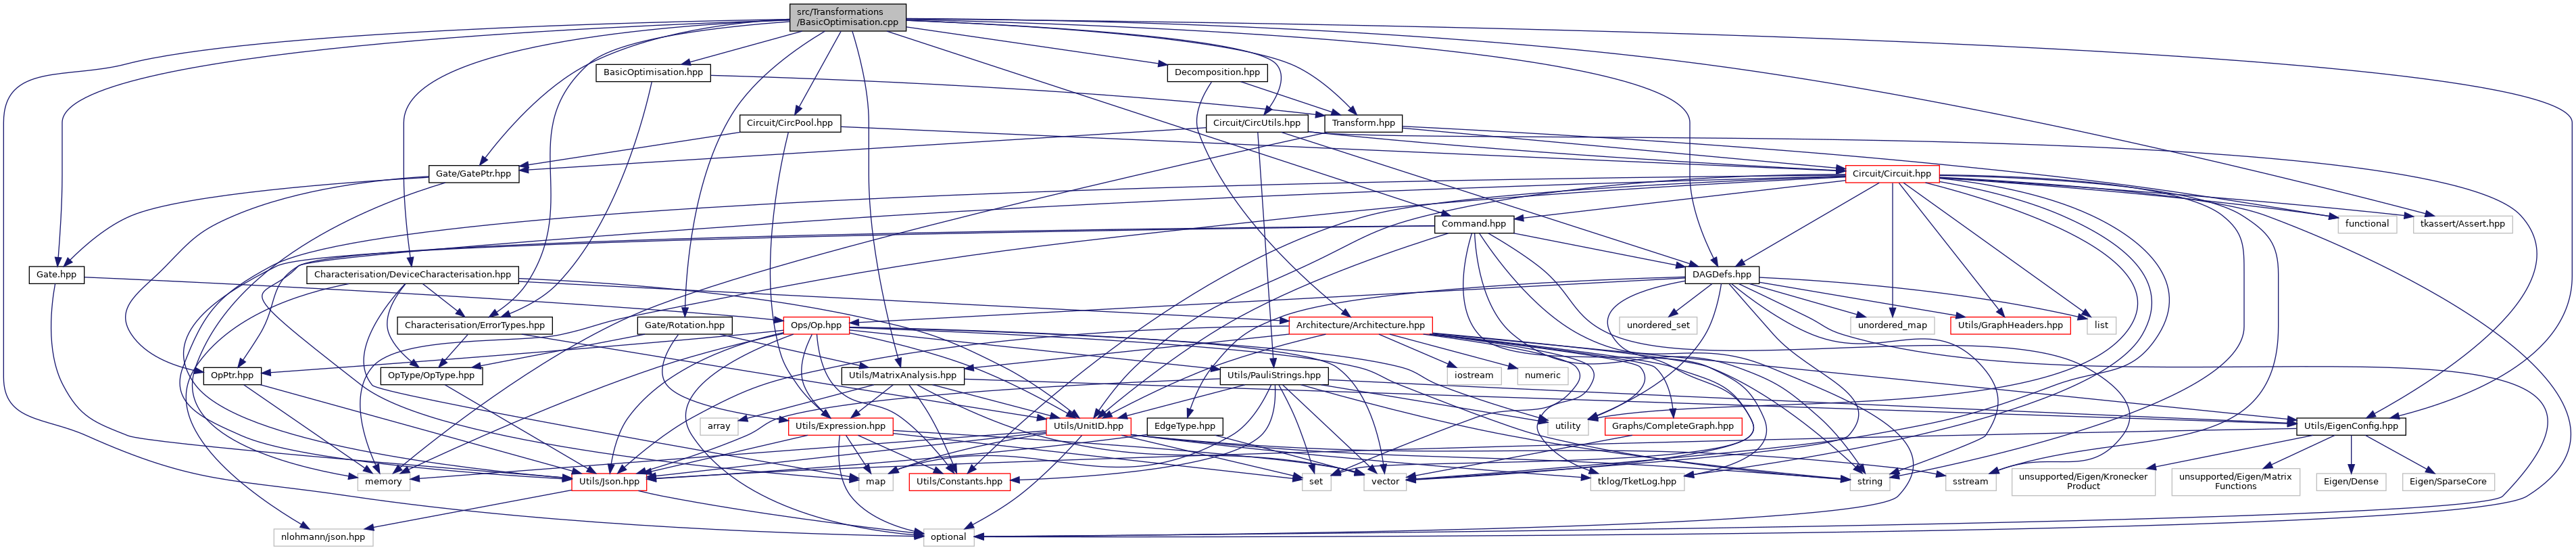 src/Transformations
/BasicOptimisation.cpp
BasicOptimisation.hpp
Decomposition.hpp
Circuit/CircPool.hpp
Circuit/CircUtils.hpp
Transform.hpp
Gate/GatePtr.hpp
Circuit/Circuit.hpp
Command.hpp
functional
tkassert/Assert.hpp
Gate.hpp
Characterisation/DeviceCharacterisation.hpp
DAGDefs.hpp
Characterisation/ErrorTypes.hpp
Gate/Rotation.hpp
Ops/Op.hpp
Architecture/Architecture.hpp
unordered_set
unordered_map
Utils/GraphHeaders.hpp
list
OpPtr.hpp
OpType/OpType.hpp
Utils/MatrixAnalysis.hpp
Utils/PauliStrings.hpp
iostream
numeric
array
Utils/Expression.hpp
Utils/UnitID.hpp
EdgeType.hpp
utility
Graphs/CompleteGraph.hpp
Utils/EigenConfig.hpp
memory
Utils/Json.hpp
map
Utils/Constants.hpp
set
vector
tklog/TketLog.hpp
string
sstream
unsupported/Eigen/Kronecker
Product
unsupported/Eigen/Matrix
Functions
Eigen/Dense
Eigen/SparseCore
nlohmann/json.hpp
optional